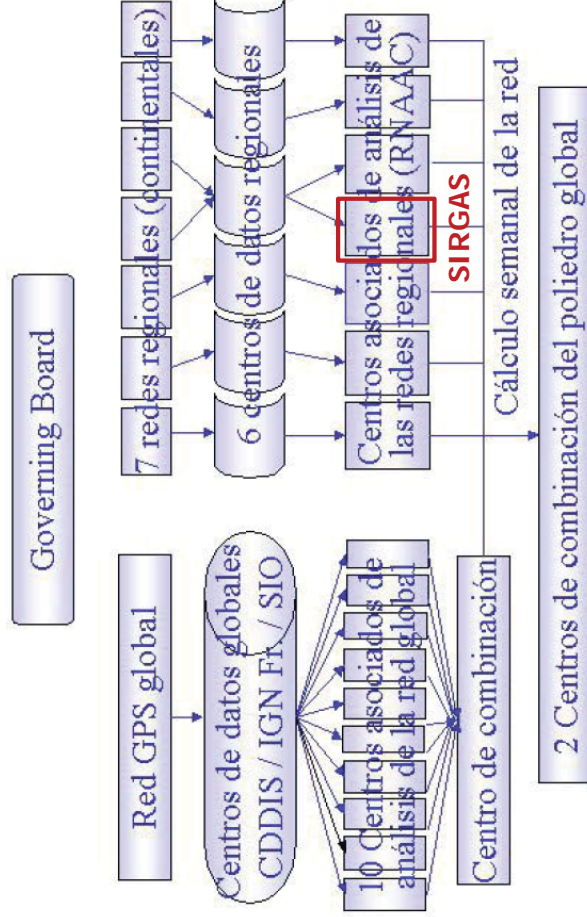 Governing Board
Red GPS global
Centros de datos globales
CDDIS / IGN Fr. / SIO
10 Centros asociados de
análisis de la red global
Centro de combinación
7 redes regionales (continentales)
6 centros de datos regionales
Centros asociados de análisis de
las redes regionales (RNAAC)
SIRGAS
Cálculo semanal de la red
2 Centros de combinación del poliedro global